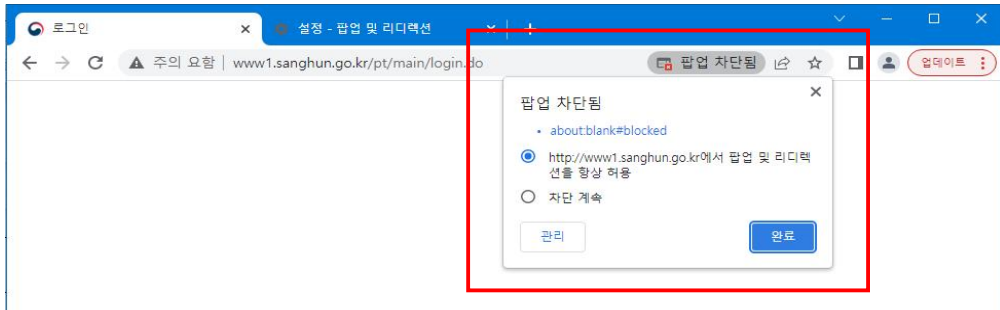 로그인
설정 - 팝업 및 리디렉션
주의 요함 | www1.sanghun.go.kr/pt/main/login.do
팝업 차단됨
업데이트
팝업 차단됨
about:blank#blocked
http://www1.sanghun.go.kr에서 팝업 및 리디렉
션을 항상 허용
차단 계속
관리
완료